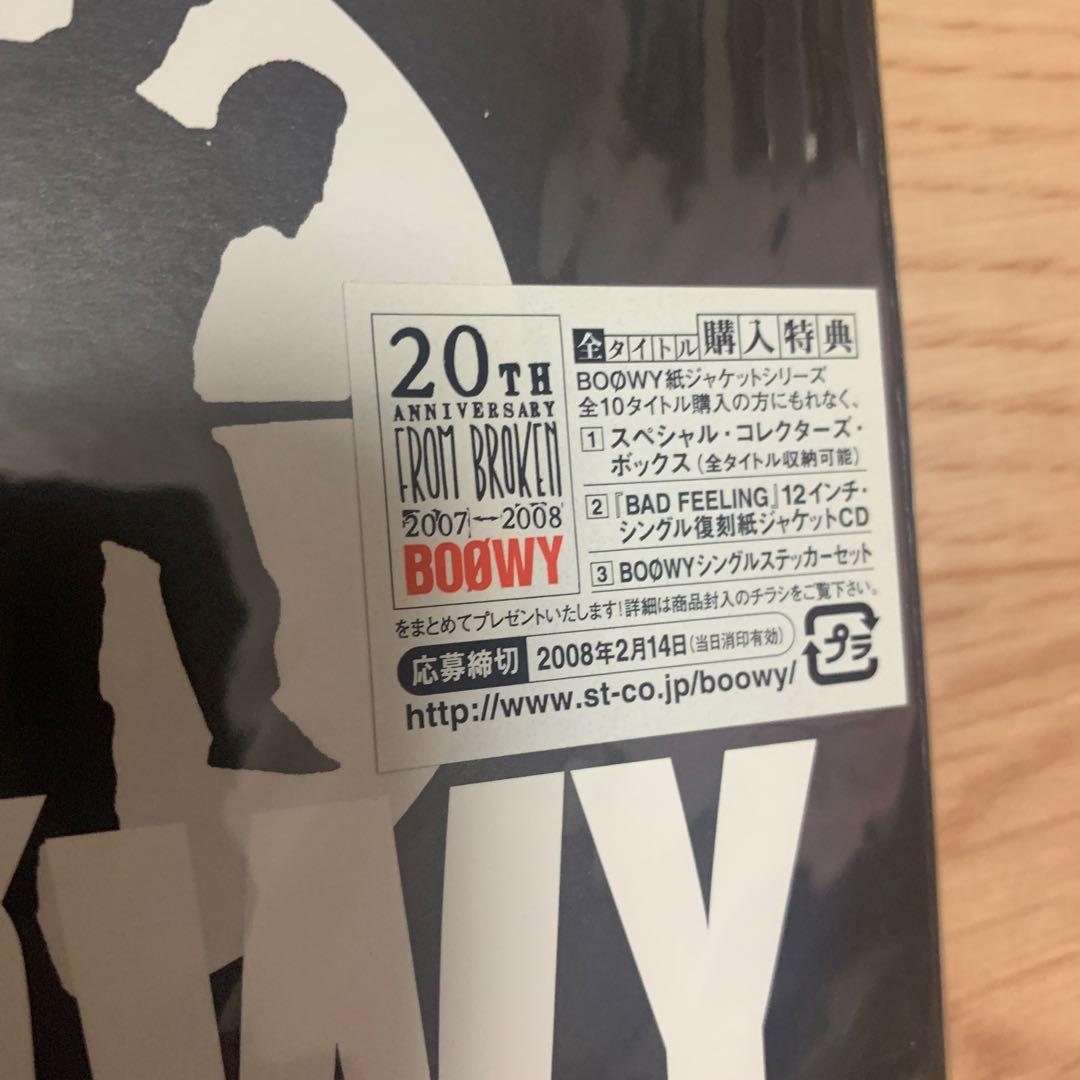 20TH
ANNIVERSARY
FROM BROKEN
2007←→2008
BOØWY
全タイトル購入特典
BOØWY紙ジャケットシリーズ
全10タイトル購入の方にもれなく、
1 スペシャル・コレクターズ・
ボックス（全タイトル収納可能）
2 『BAD FEELING』12インチ・
シングル復刻紙ジャケットCD
3 BOØWYシングルステッカーセット
をまとめてプレゼントいたします！詳細は商品封入のチラシをご覧下さい。
応募締切 2008年2月14日（当日消印有効）
プラ
http://www.st-co.jp/boowy/
WY